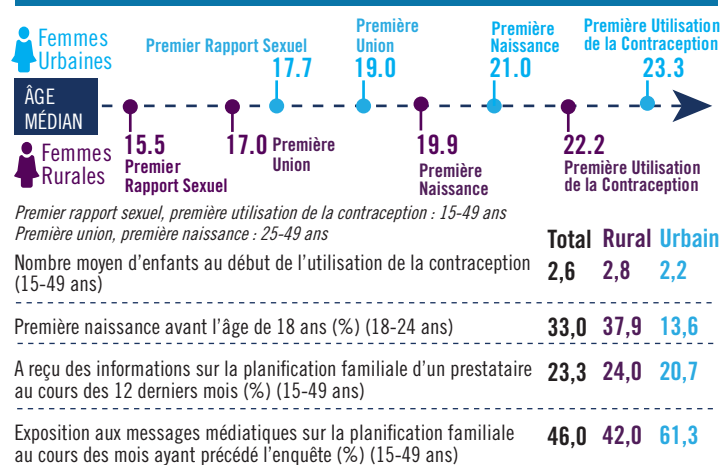 Femmes
Urbaines
Premier Rapport Sexuel
17.7
Première
Union
19.0
Première
Naissance
21.0
Première Utilisation
de la Contraception
23.3
ÂGE
MÉDIAN
Femmes
Rurales
15.5
Premier
Rapport Sexuel
17.0 Première
Union
19.9
Première
Naissance
22.2
Première Utilisation
de la Contraception
Premier rapport sexuel, première utilisation de la contraception : 15-49 ans
Première union, première naissance : 25-49 ans
Total Rural Urbain
Nombre moyen d’enfants au début de l’utilisation de la contraception
(15-49 ans)
2,6 2,8 2,2
Première naissance avant l’âge de 18 ans (%) (18-24 ans) 33,0 37,9 13,6
A reçu des informations sur la planification familiale d’un prestataire
au cours des 12 derniers mois (%) (15-49 ans)
23,3 24,0 20,7
Exposition aux messages médiatiques sur la planification familiale
au cours des mois ayant précédé l’enquête (%) (15-49 ans)
46,0 42,0 61,3